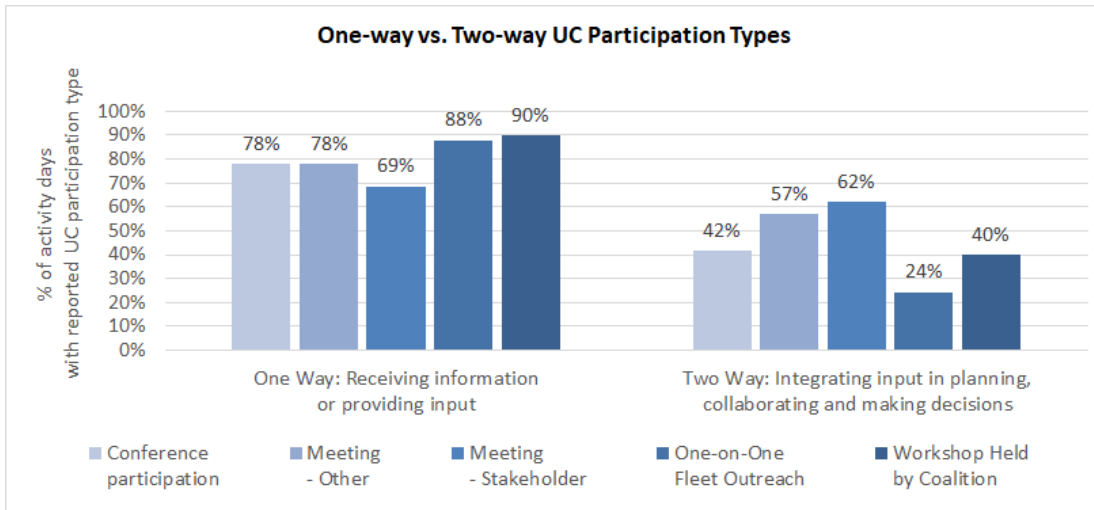 One-way vs. Two-way UC Participation Types
% of activity days
with reported UC participation type
100%
90%
80%
70%
60%
50%
40%
30%
20%
10%
0%
78%
78%
69%
88%
90%
42%
57%
62%
24%
40%
One Way: Receiving information
or providing input
Two Way: Integrating input in planning,
collaborating and making decisions
Conference
participation
Meeting
- Other
Meeting
- Stakeholder
One-on-One
Fleet Outreach
Workshop Held
by Coalition